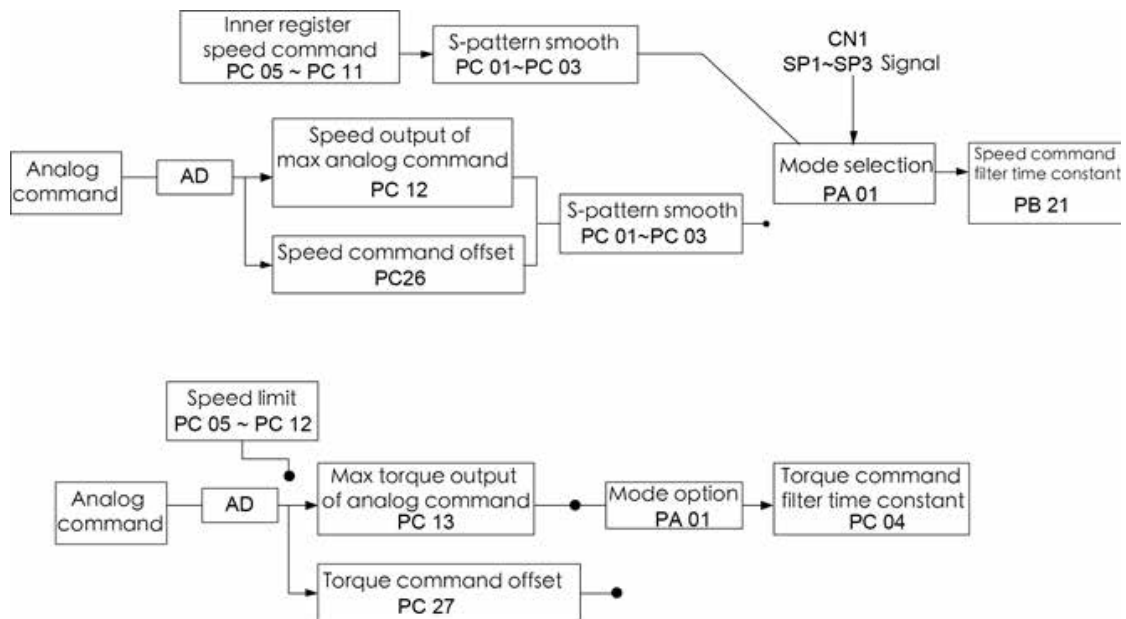 Inner register
speed command
PC 05 ~ PC 11
S-pattern smooth
PC 01~PC 03
CN1
SP1~SP3 Signal
Analog
command
AD
Speed output of
max analog command
PC 12
Speed command offset
PC26
S-pattern smooth
PC 01~PC 03
Mode selection
PA 01
Speed command
filter time constant
PB 21
Speed limit
PC 05 ~ PC 12
Analog
command
AD
Max torque output
of analog command
PC 13
Mode option
PA 01
Torque command
filter time constant
PC 04
Torque command offset
PC 27